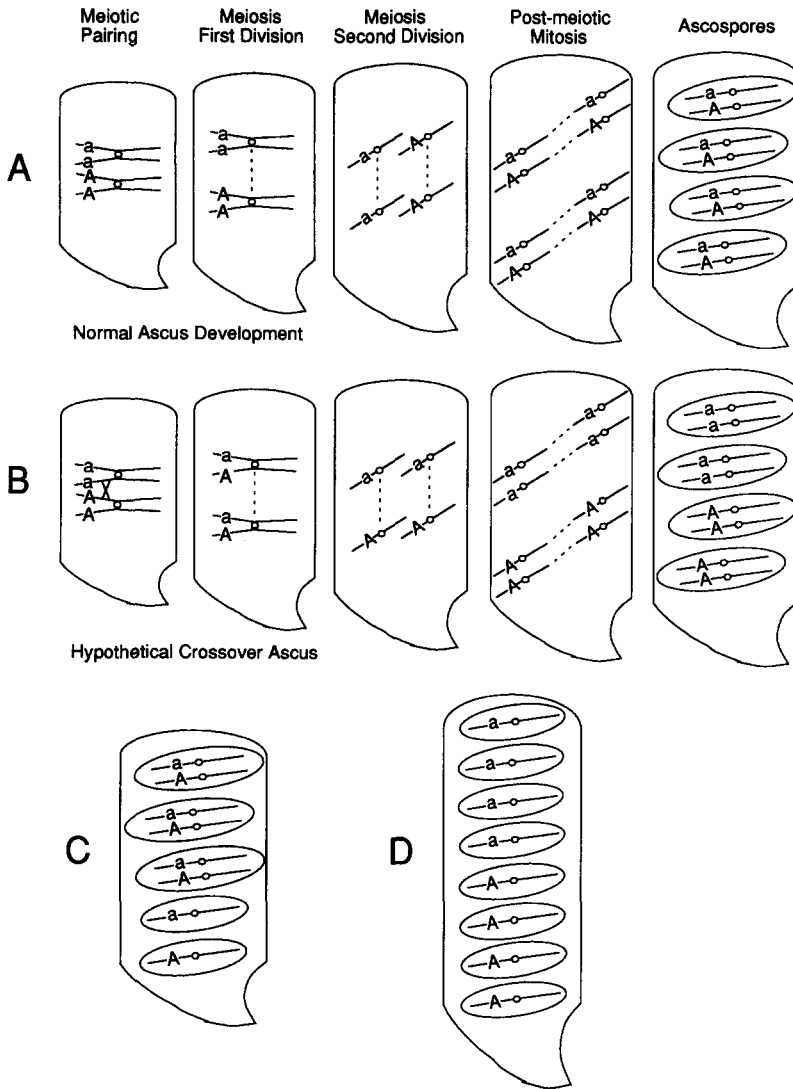 Meiotic
Pairing
Meiosis
First Division
Meiosis
Second Division
Post-meiotic
Mitosis
Ascospores
A
a
a
A
A
a
a
A
A
a A
a A
a
A
a
A
a
A
a
A
a
A
a
A
a
A
a
A
Normal Ascus Development
B
a
a
A
A
a
A
a
A
a a
A A
a
a
a
a
A
A
A
A
a
a
a
a
A
A
A
A
Hypothetical Crossover Ascus
C
a
A
a
A
a
A
a
A
D
a
a
a
a
A
A
A
A